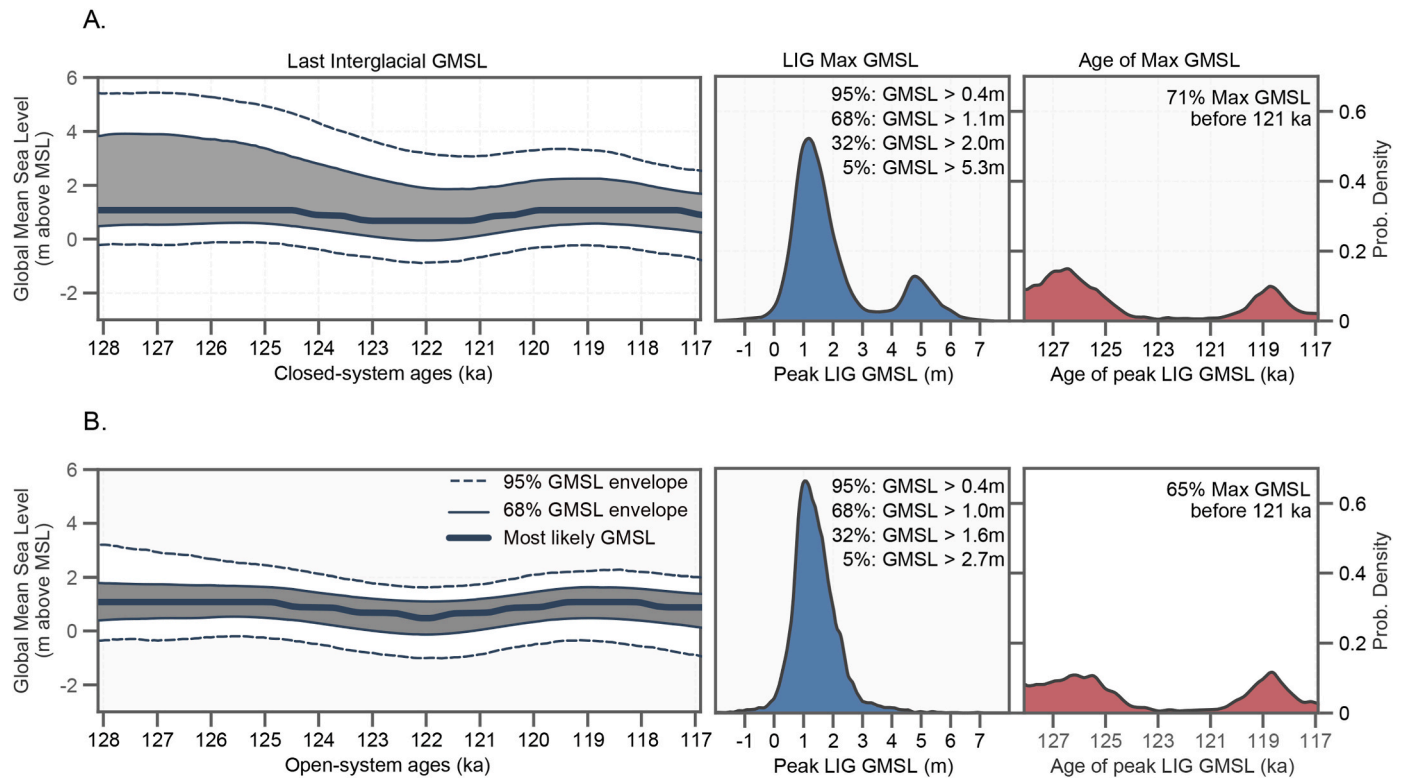 A.
Last Interglacial GMSL
LIG Max GMSL
Age of Max GMSL
Global Mean Sea Level
(m above MSL)
6
4
2
0
-2
128 127 126 125 124 123 122 121 120 119 118 117
Closed-system ages (ka)
95%: GMSL > 0.4m
68%: GMSL > 1.1m
32%: GMSL > 2.0m
5%: GMSL > 5.3m
-1 0 1 2 3 4 5 6 7
Peak LIG GMSL (m)
71% Max GMSL
before 121 ka
127 125 123 121 119 117
Age of peak LIG GMSL (ka)
0.6
0.4
0.2
0
Prob. Density
B.
Global Mean Sea Level
(m above MSL)
6
4
2
0
-2
95% GMSL envelope
68% GMSL envelope
Most likely GMSL
128 127 126 125 124 123 122 121 120 119 118 117
Open-system ages (ka)
95%: GMSL > 0.4m
68%: GMSL > 1.0m
32%: GMSL > 1.6m
5%: GMSL > 2.7m
-1 0 1 2 3 4 5 6 7
Peak LIG GMSL (m)
65% Max GMSL
before 121 ka
127 125 123 121 119 117
Age of peak LIG GMSL (ka)
0.6
0.4
0.2
0
Prob. Density